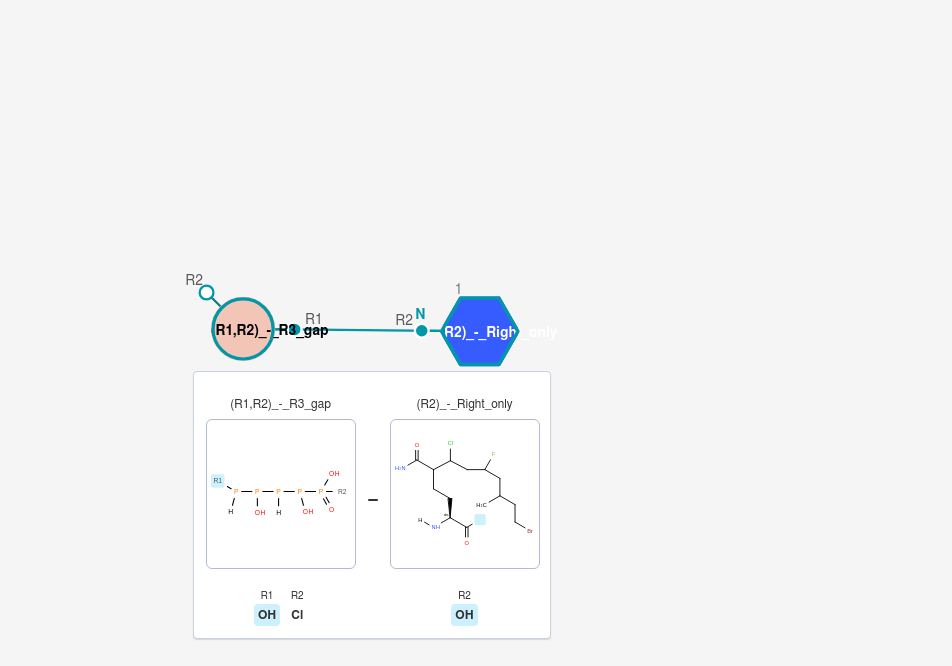 R2
1
R1,R2)_-_R3_gap
R1
R2
N
R2)_-_Right_only
(R1,R2)_-_R3_gap
(R2)_-_Right_only
R1
P
P
P
P
P
H
OH
H
OH
OH
O
R2
–
O
H₂N
Cl
F
H₃C
Br
H
NH
O
R1 R2
OH Cl
R2
OH